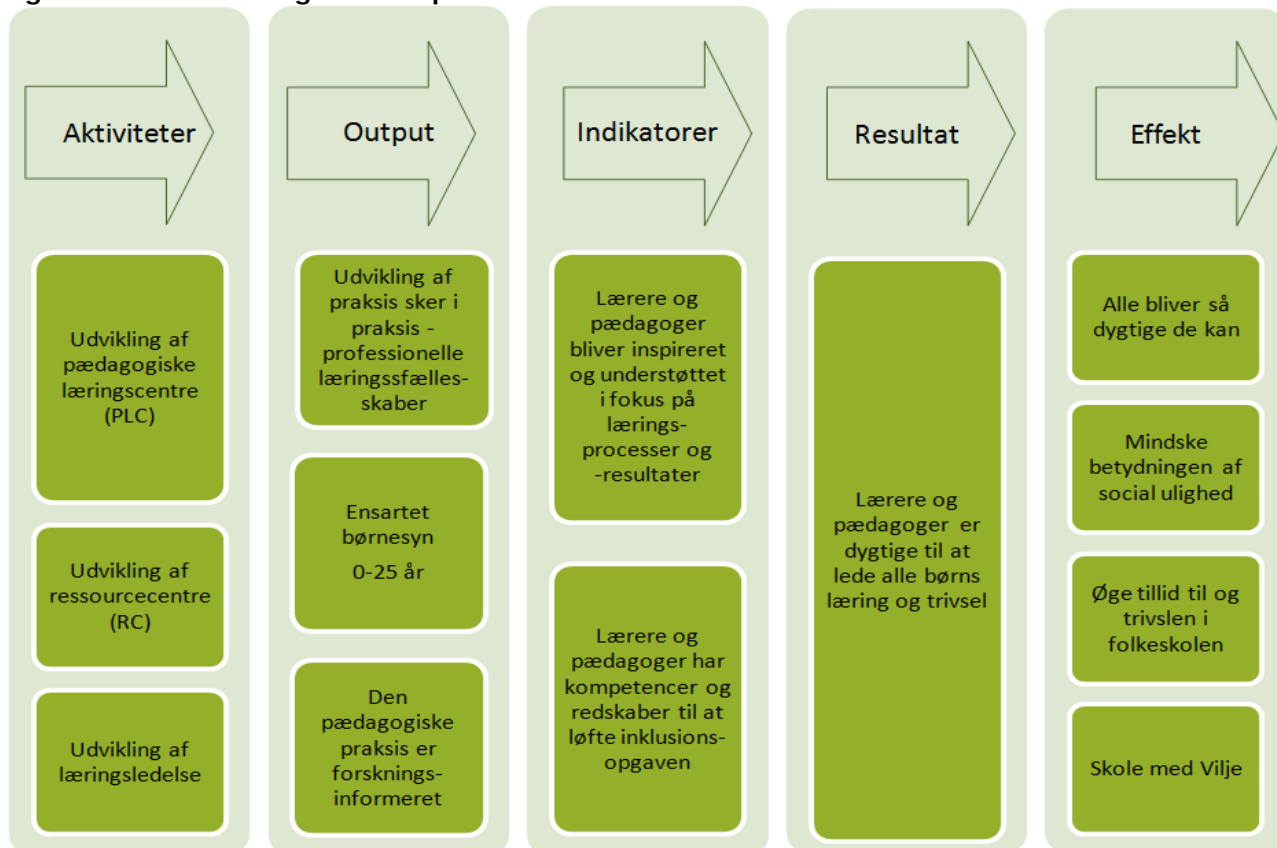 Aktiviteter
Udvikling af
pædagogiske
læringscentre
(PLC)
Udvikling af
ressourcecentre
(RC)
Udvikling af
læringsledelse
Output
Udvikling af
praksis sker i
praksis -
professionelle
læringssfælles-
skaber
Ensartet
børnesyn
0-25 år
Den
pædagogiske
praksis er
forsknings-
informeret
Indikatorer
Lærere og
pædagoger
bliver inspireret
og understøttet
i fokus på
lærings-
processer og
-resultater
Lærere og
pædagoger har
kompetencer og
redskaber til at
løfte inklusions-
opgaven
Resultat
Lærere og
pædagoger er
dygtige til at
lede alle børns
læring og trivsel
Effekt
Alle bliver så
dygtige de kan
Mindske
betydningen af
social ulighed
Øge tillid til og
trivslen i
folkeskolen
Skole med Vilje